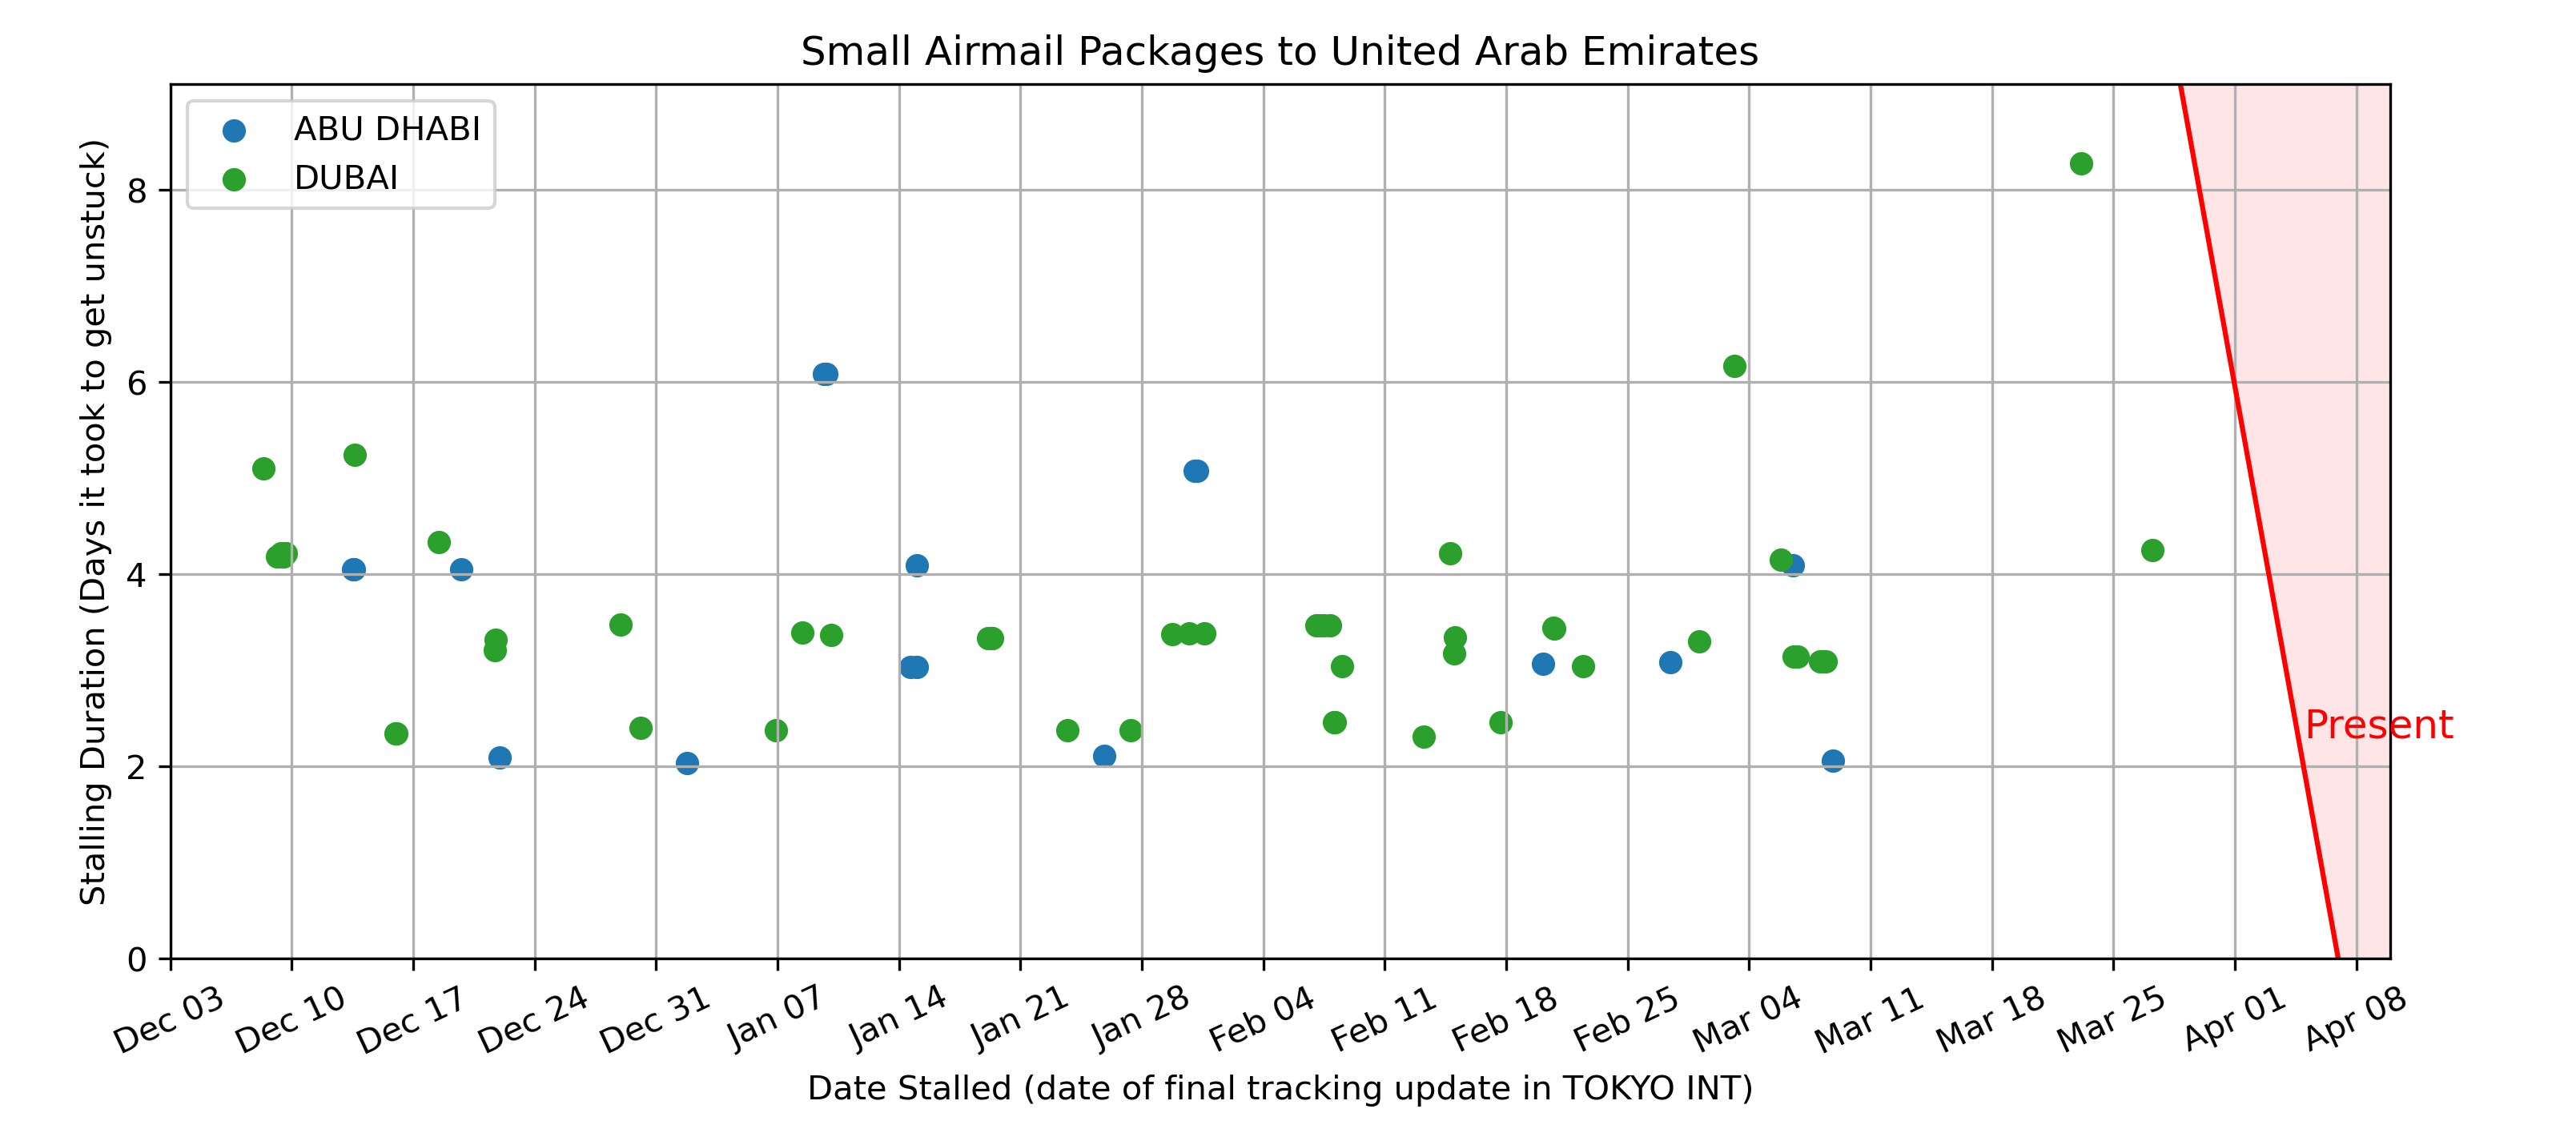 Small Airmail Packages to United Arab Emirates
ABU DHABI
DUBAI
Stalling Duration (Days it took to get unstuck)
8
6
4
2
0
Present
Dec 03
Dec 10
Dec 17
Dec 24
Dec 31
Jan 07
Jan 14
Jan 21
Jan 28
Feb 04
Feb 11
Feb 18
Feb 25
Mar 04
Mar 11
Mar 18
Mar 25
Apr 01
Apr 08
Date Stalled (date of final tracking update in TOKYO INT)